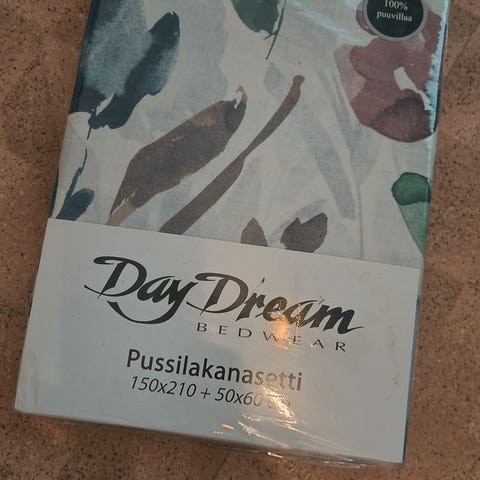 100%
puuvillaa
Day Dream
BEDWEAR
Pussilakanasetti
150x210 + 50x60